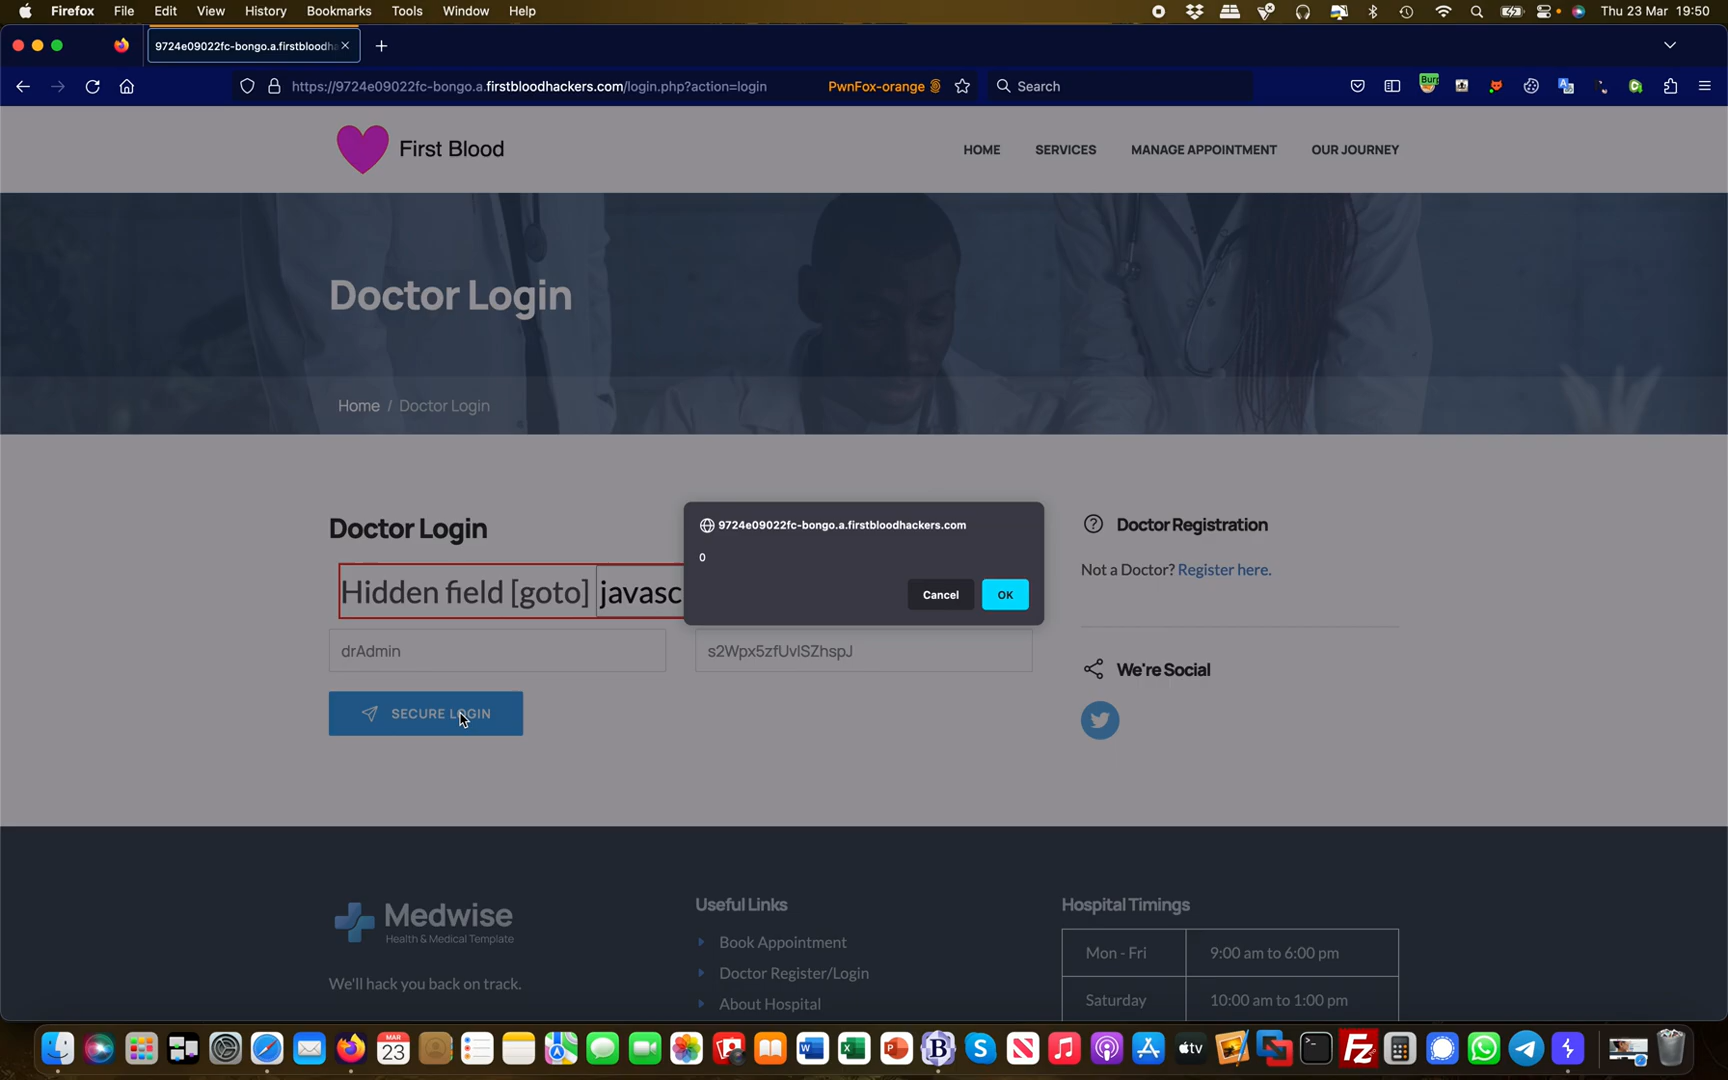 Firefox File Edit View History Bookmarks Tools Window Help Thu 23 Mar 19:50
9724e09022fc-bongo.a.firstbloodh
https://9724e09022fc-bongo.a.firstbloodhackers.com/login.php?action=login PwnFox-orange Search Burp
First Blood HOME SERVICES MANAGE APPOINTMENT OUR JOURNEY
Doctor Login
Home / Doctor Login
Doctor Login
Hidden field [goto] javasc
drAdmin
SECURE LOGIN
9724e09022fc-bongo.a.firstbloodhackers.com
0
Cancel OK
Doctor Registration
Not a Doctor? Register here.
We're Social
Medwise
Health & Medical Template
We'll hack you back on track.
Useful Links
Book Appointment
Doctor Register/Login
About Hospital
Hospital Timings
Mon - Fri 9:00 am to 6:00 pm
Saturday 10:00 am to 1:00 pm
MAR
23
tv